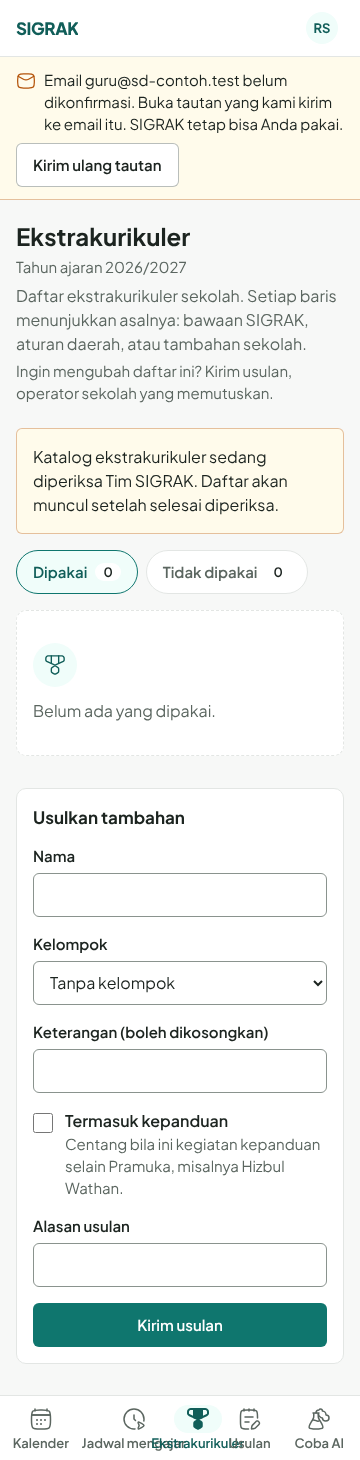 SIGRAK
RS
Email guru@sd-contoh.test belum
dikonfirmasi. Buka tautan yang kami kirim
ke email itu. SIGRAK tetap bisa Anda pakai.
Kirim ulang tautan
Ekstrakurikuler
Tahun ajaran 2026/2027
Daftar ekstrakurikuler sekolah. Setiap baris
menunjukkan asalnya: bawaan SIGRAK,
aturan daerah, atau tambahan sekolah.
Ingin mengubah daftar ini? Kirim usulan,
operator sekolah yang memutuskan.
Katalog ekstrakurikuler sedang
diperiksa Tim SIGRAK. Daftar akan
muncul setelah selesai diperiksa.
Dipakai 0 Tidak dipakai 0
Belum ada yang dipakai.
Usulkan tambahan
Nama
Kelompok
Tanpa kelompok
Keterangan (boleh dikosongkan)
Termasuk kepanduan
Centang bila ini kegiatan kepanduan
selain Pramuka, misalnya Hizbul
Wathan.
Alasan usulan
Kirim usulan
Kalender Jadwal Ekstrakurikuler Usulan Coba AI